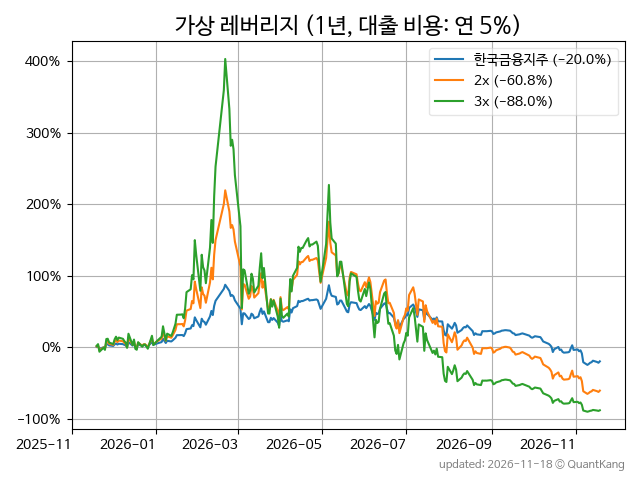 가상 레버리지 (1년, 대출 비용: 연 5%)
한국금융지주 (-20.0%)
2x (-60.8%)
3x (-88.0%)
400%
300%
200%
100%
0%
-100%
2025-11 2026-01 2026-03 2026-05 2026-07 2026-09 2026-11
updated: 2026-11-18 © QuantKang